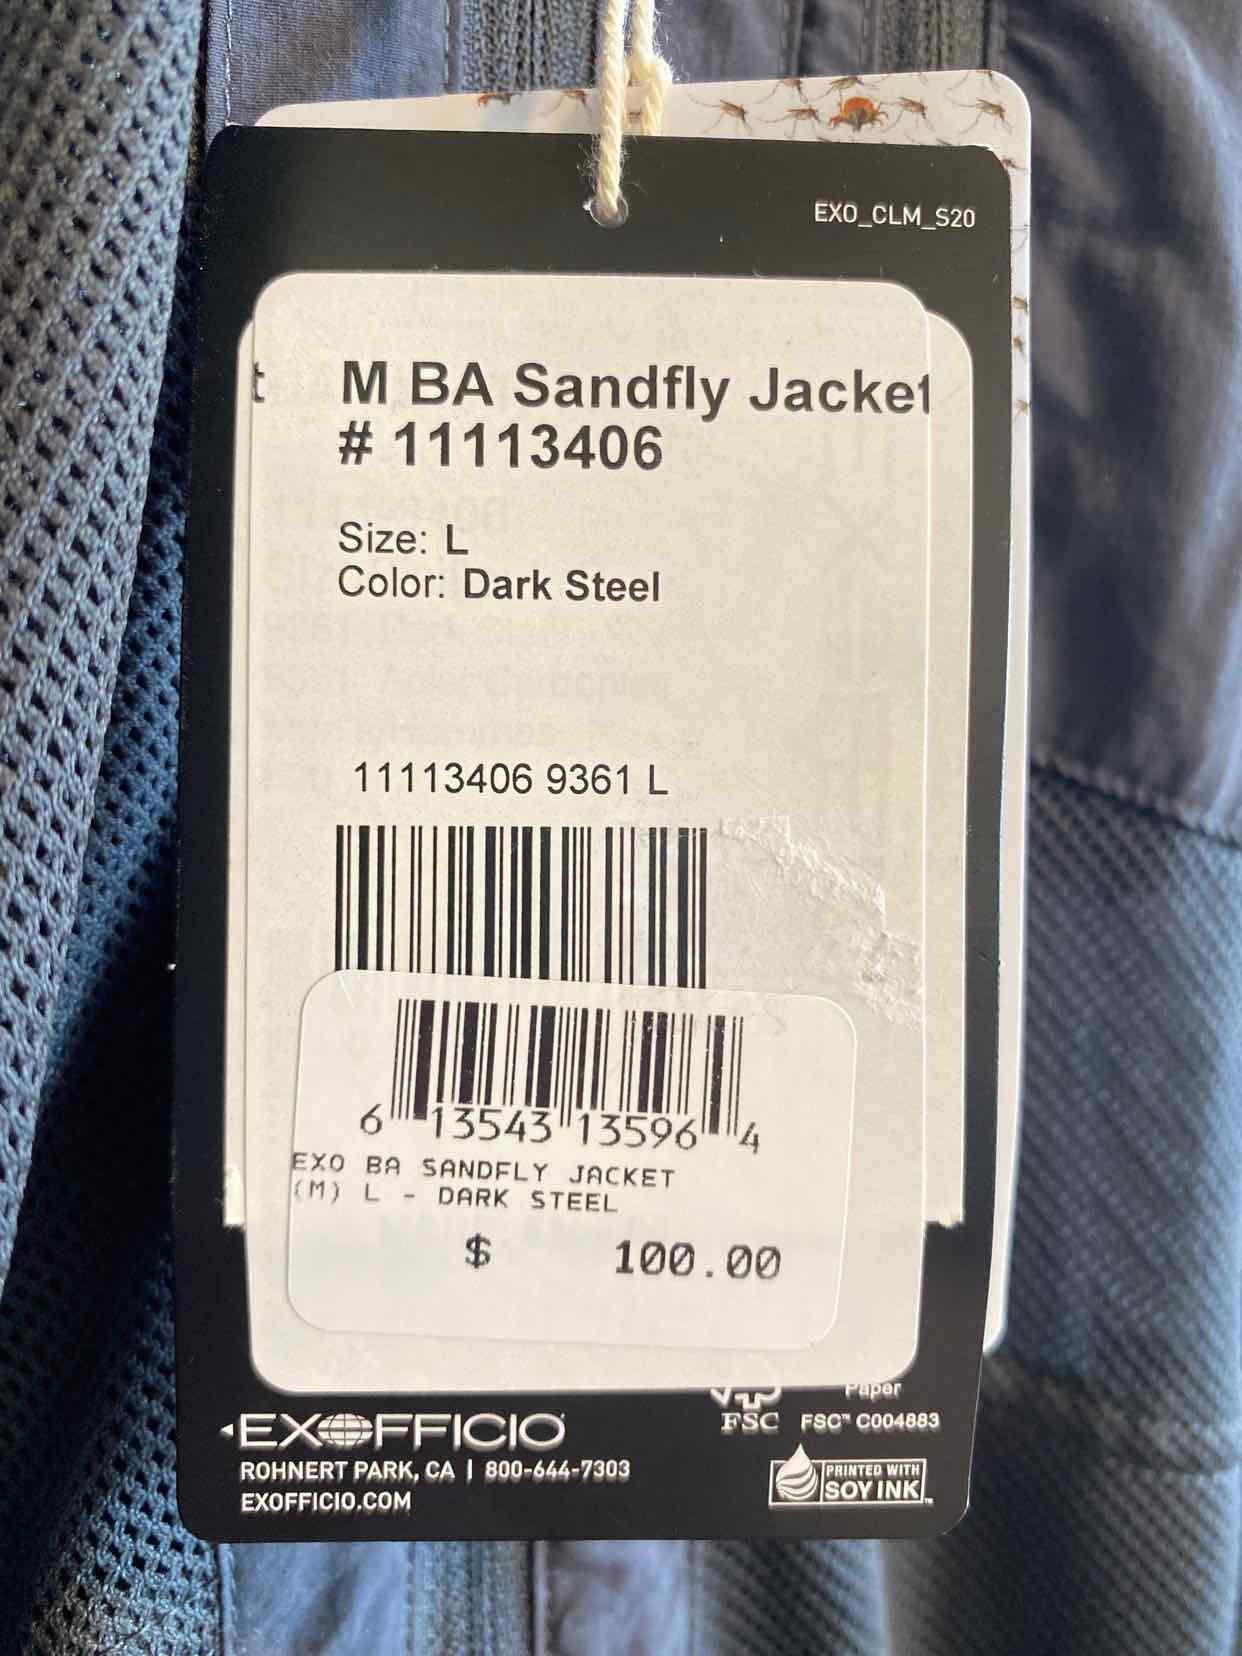 EXO_CLM_S20
t
M BA Sandfly Jacket
# 11113406
Size: L
Color: Dark Steel
11113406 9361 L
6 13543 13596 4
EXO BA SANDFLY JACKET
(M) L - DARK STEEL
$ 100.00
Paper
FSC FSC™ C004883
EXOFFICIO
ROHNERT PARK, CA | 800-644-7303
EXOFFICIO.COM
PRINTED WITH
SOY INK™